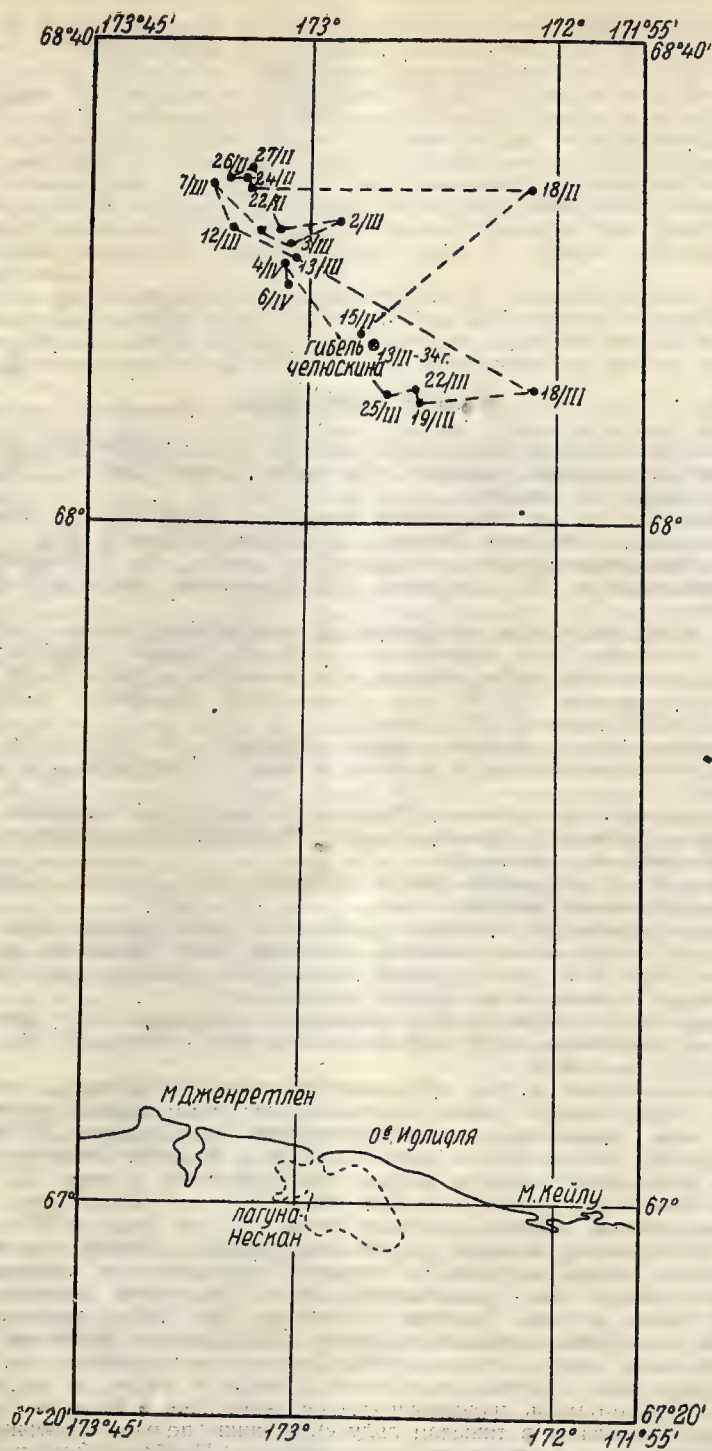 173°45' 173° 172° 171°55'
68°40' 68°40'
27/II
26/II
24/II
7/III
22/II
18/II
2/III
12/III
3/III
13/III
4/IV
6/IV
15/II
гибель
Челюскина
13/II-34г.
22/III
18/III
25/III
19/III
68° 68°
М Дженретлен
Оᵉ. Идлидля
М. Кейлу
67° 67°
лагуна-
Нескан
67°20' 67°20'
173°45' 173° 172° 171°55'